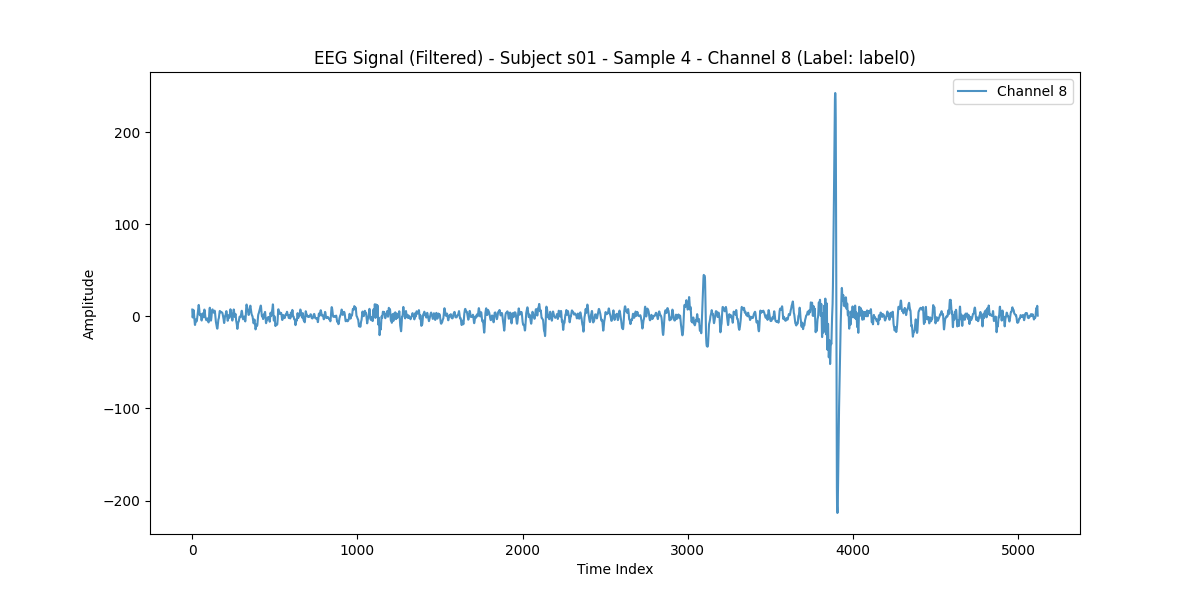 EEG Signal (Filtered) - Subject s01 - Sample 4 - Channel 8 (Label: label0)
Channel 8
Amplitude
200
100
0
−100
−200
0 1000 2000 3000 4000 5000
Time Index